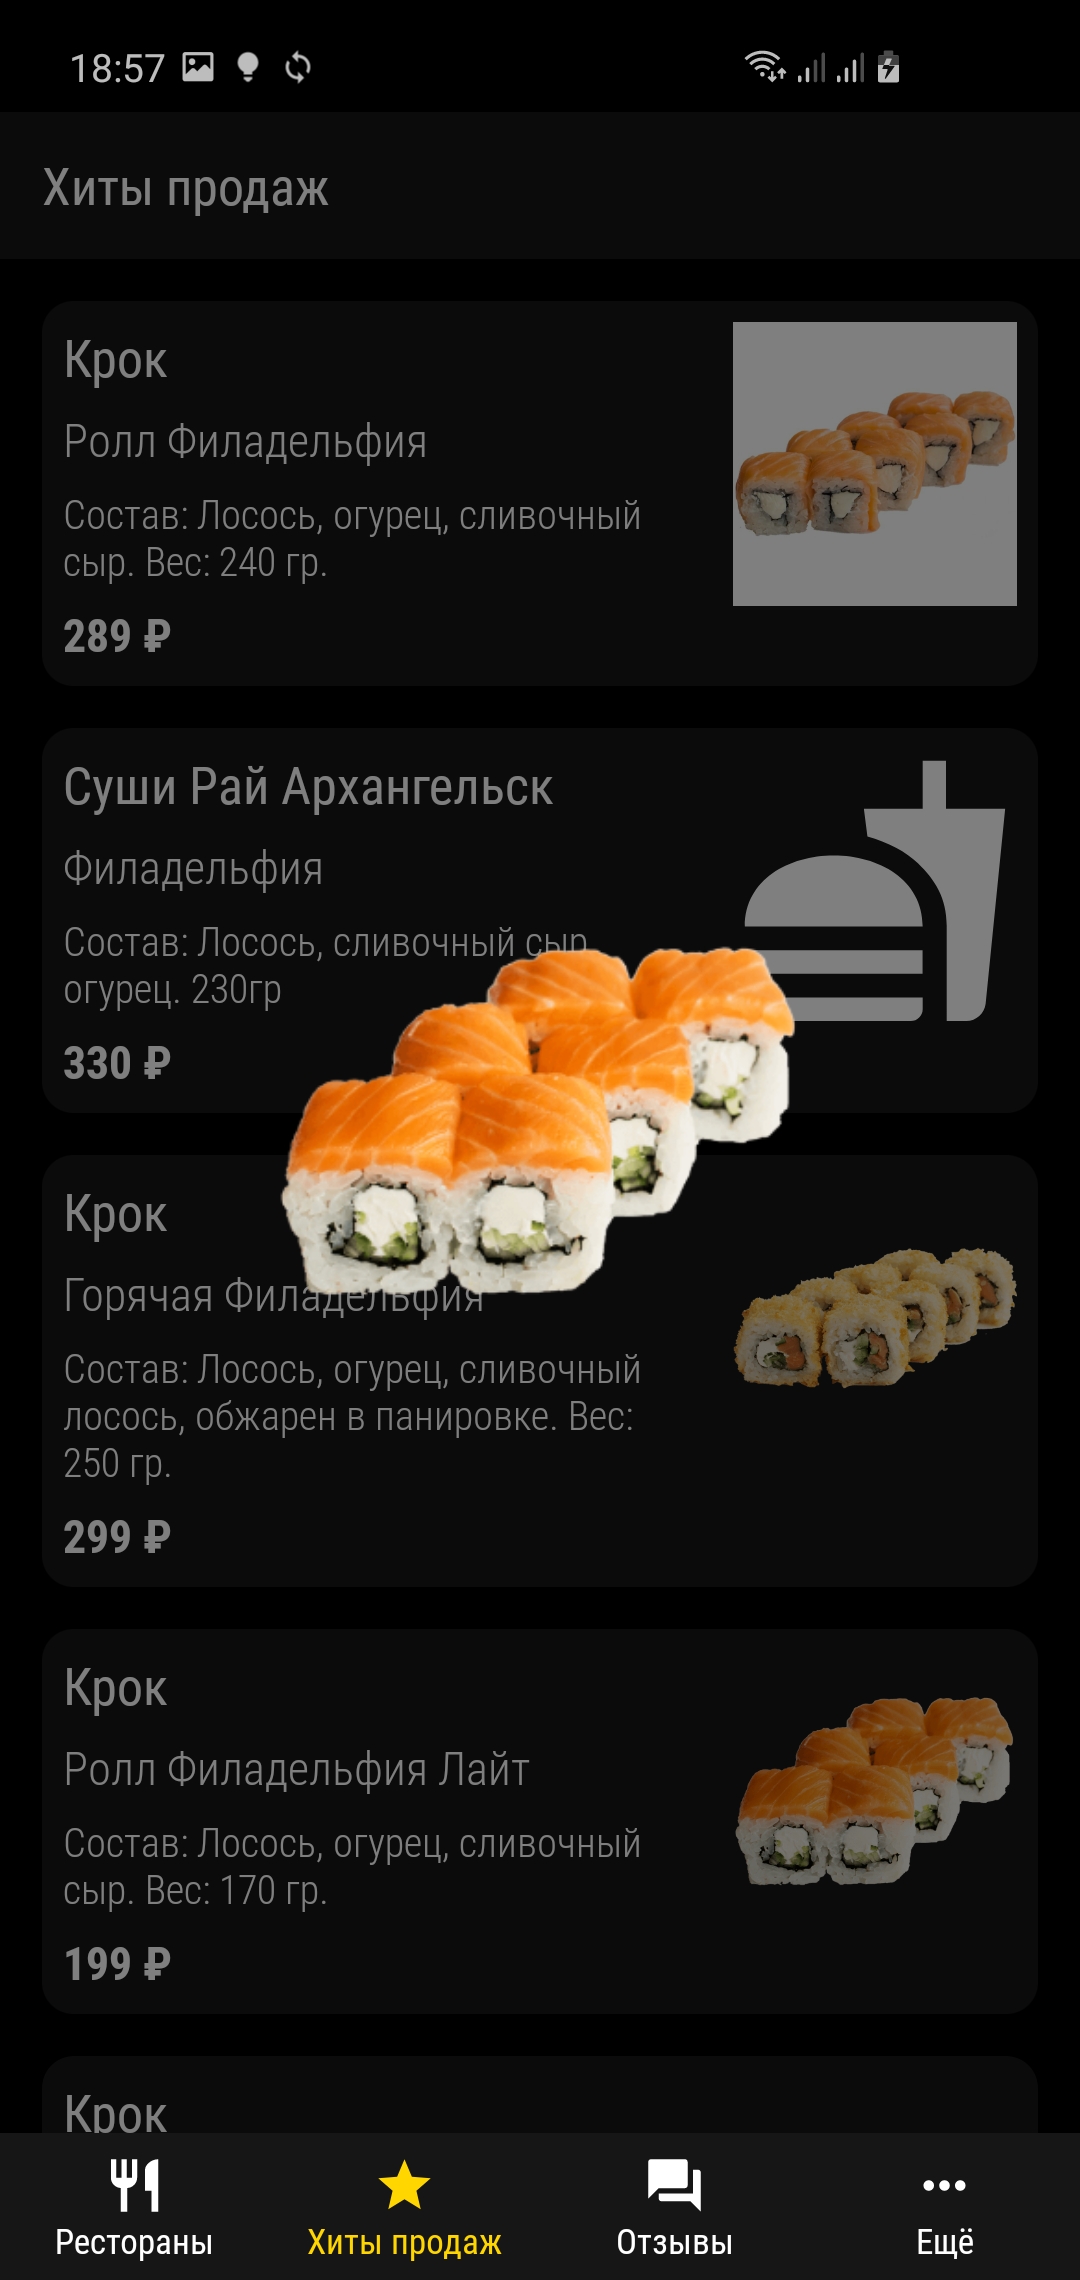 18:57
Хиты продаж
Крок
Ролл Филадельфия
Состав: Лосось, огурец, сливочный
сыр. Вес: 240 гр.
289 ₽
Суши Рай Архангельск
Филадельфия
Состав: Лосось, сливочный сыр
огурец. 230гр
330 ₽
Крок
Горячая Филадельфия
Состав: Лосось, огурец, сливочный
лосось, обжарен в панировке. Вес:
250 гр.
299 ₽
Крок
Ролл Филадельфия Лайт
Состав: Лосось, огурец, сливочный
сыр. Вес: 170 гр.
199 ₽
Крок
Рестораны
Хиты продаж
Отзывы
Ещё